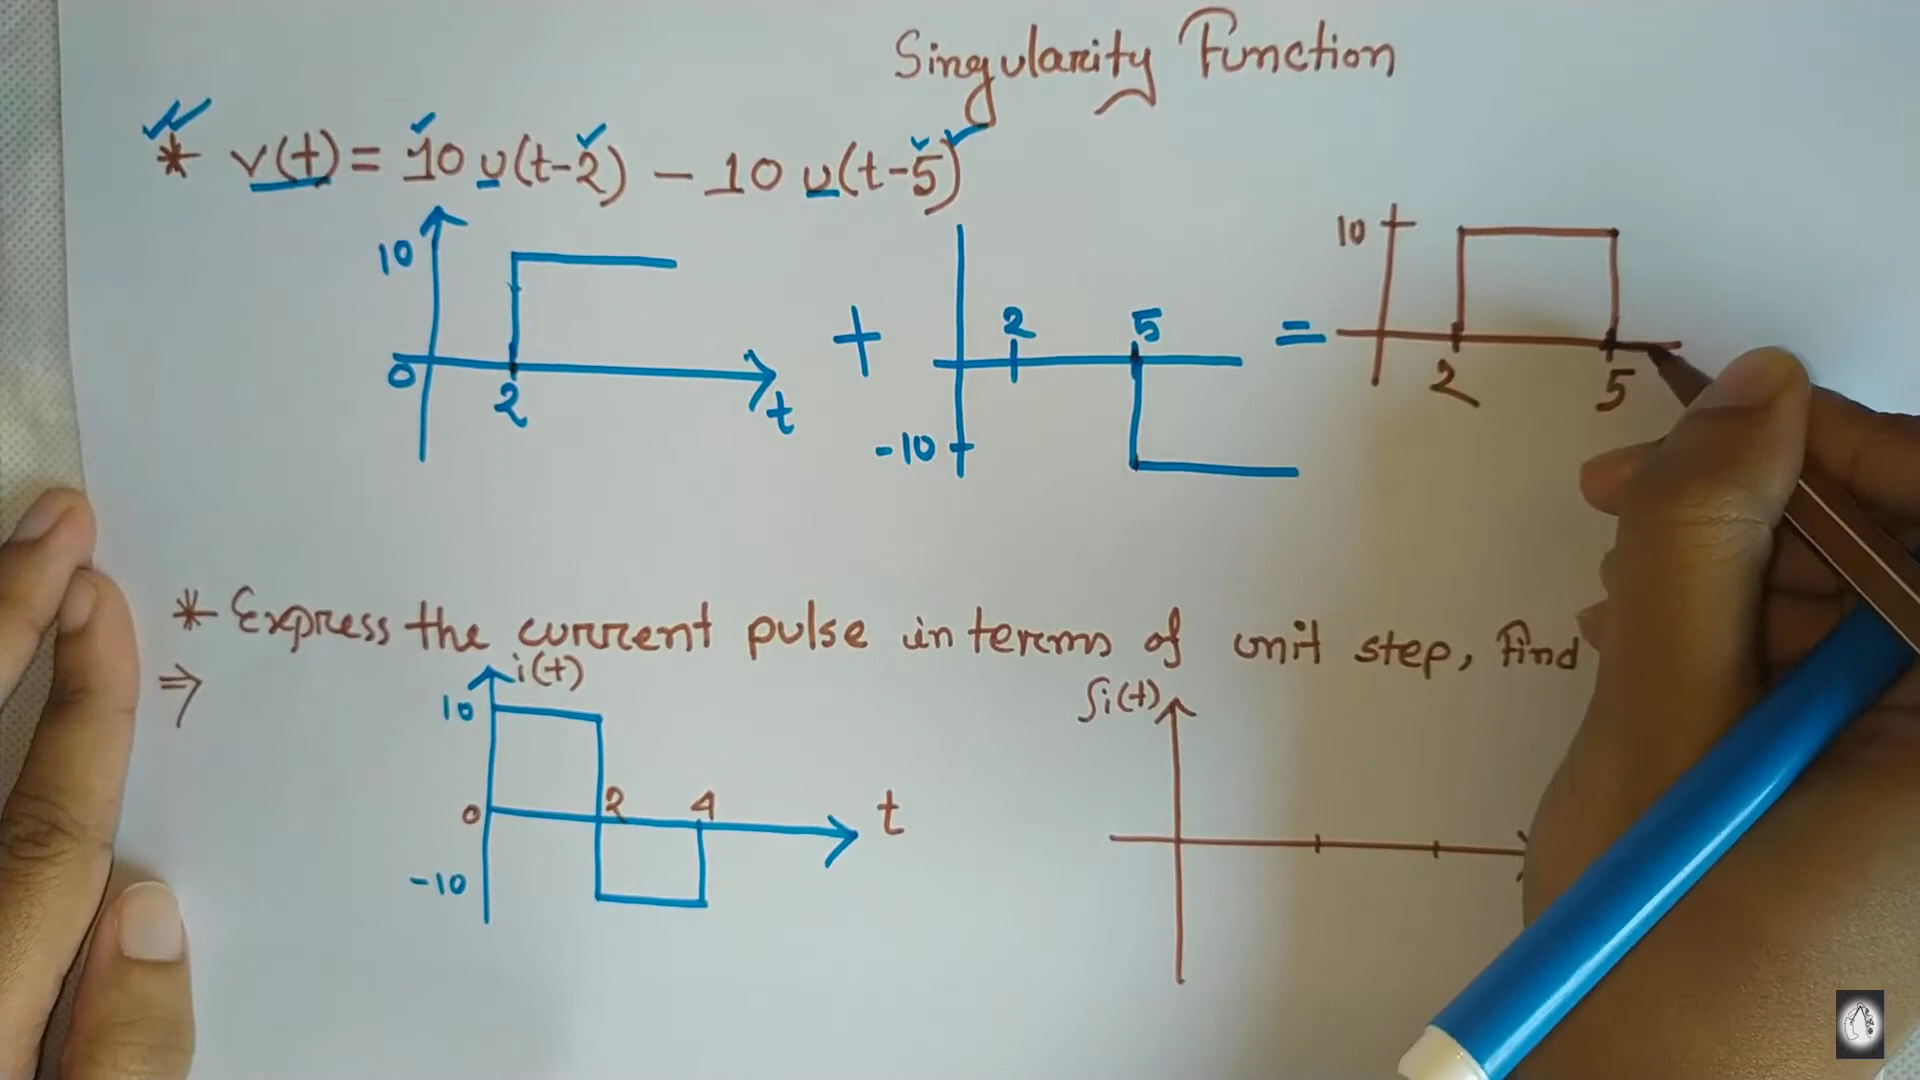 Singularity Function
* v(t) = 10 u(t-2) - 10 u(t-5)
10
0
2
t
+
2
5
-10
=
10
2
5
* Express the current pulse in terms of unit step, Find
⇒
i(t)
10
0
2
4
t
-10
∫i(t)